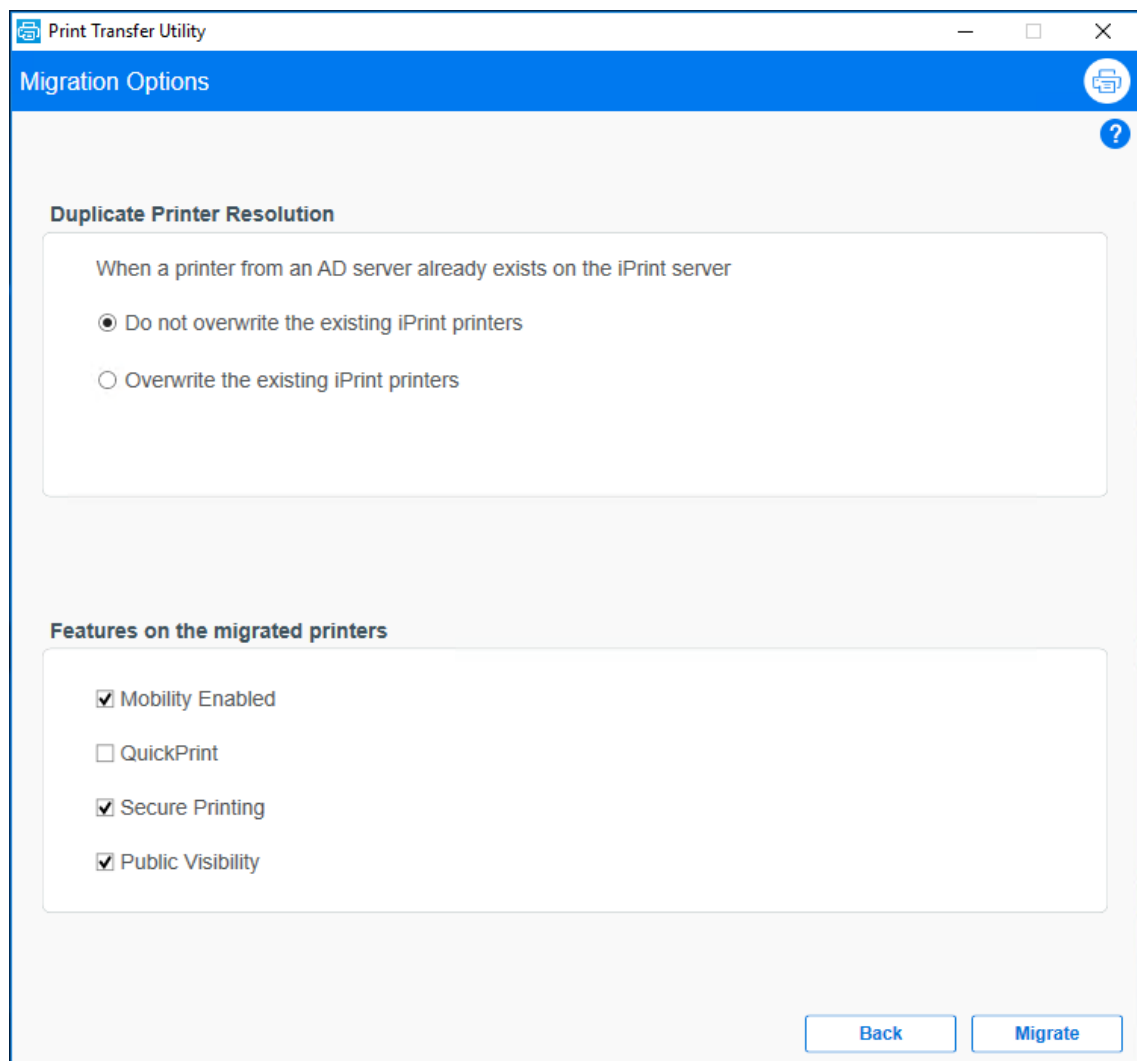 Print Transfer Utility
Migration Options
?
Duplicate Printer Resolution
When a printer from an AD server already exists on the iPrint server
Do not overwrite the existing iPrint printers
Overwrite the existing iPrint printers
Features on the migrated printers
Mobility Enabled
QuickPrint
Secure Printing
Public Visibility
Back Migrate